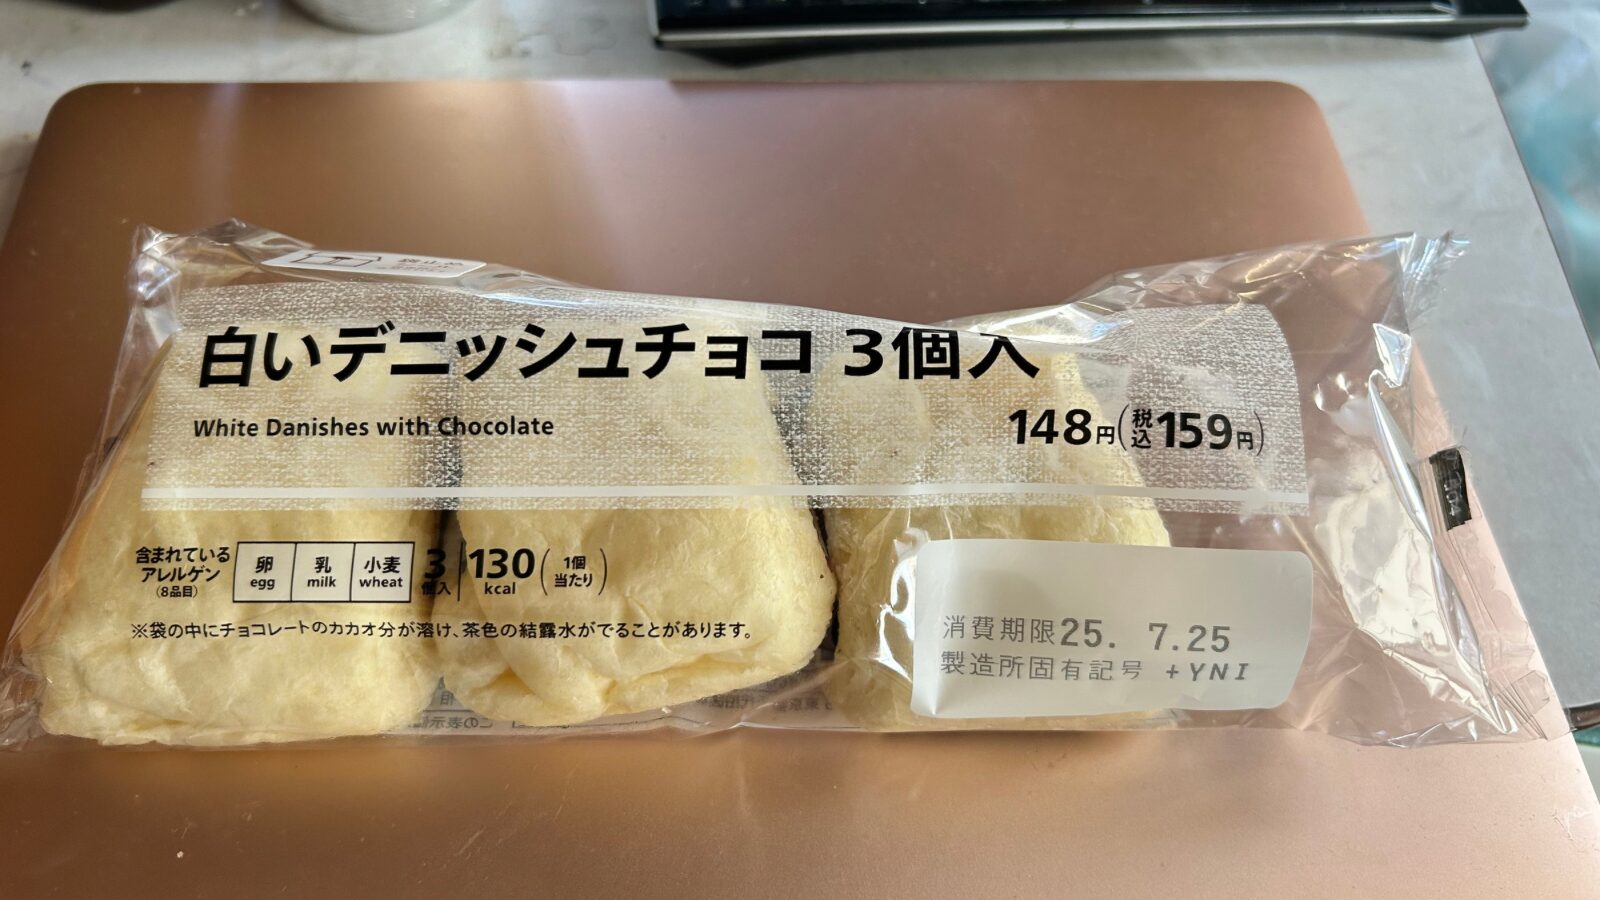 白いデニッシュチョコ 3個入
White Danishes with Chocolate
148円(税込159円)
含まれているアレルゲン(8品目)
卵 egg
乳 milk
小麦 wheat
3個入
130 kcal (1個当たり)
※袋の中にチョコレートのカカオ分が溶け、茶色の結露水がでることがあります。
消費期限25. 7.25
製造所固有記号 +YNI